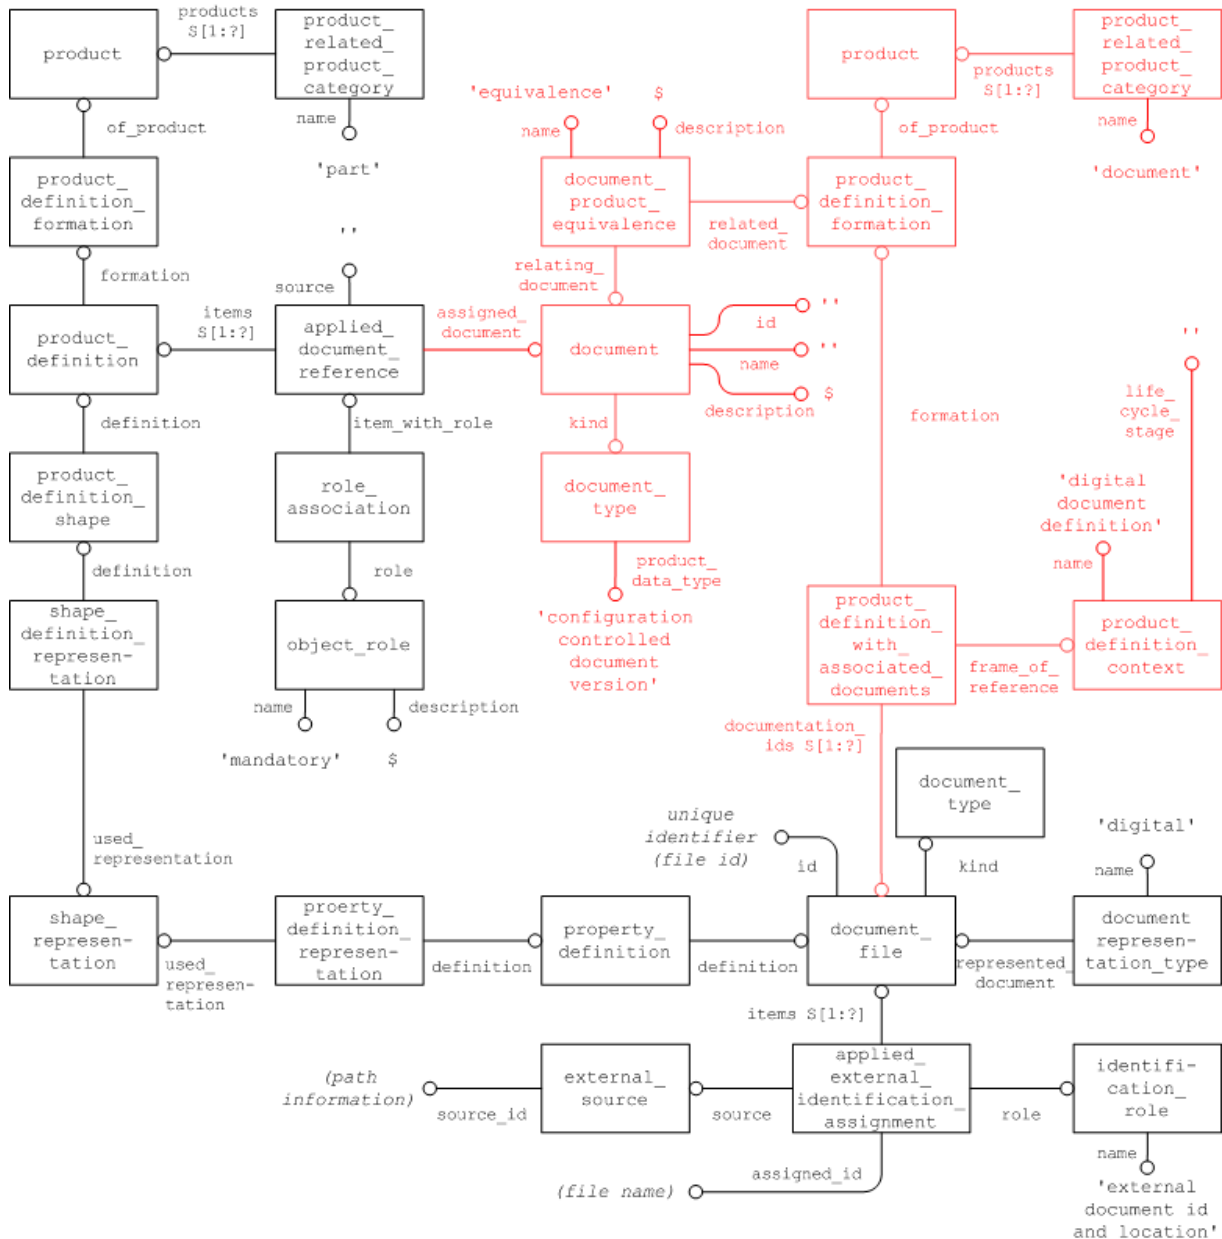 products
S[1:?]
product
product_
related_
product_
category
name
'part'
of_product
product_
definition_
formation
formation
''
source
items
S[1:?]
product_
definition
applied_
document_
reference
definition
item_with_role
product_
definition_
shape
role_
association
definition
role
shape_
definition_
represen-
tation
object_role
name
description
'mandatory'
$
used_
representation
'equivalence'
$
name
description
document_
product_
equivalence
related_
document
relating_
document
assigned_
document
document
id
''
name
''
description
$
kind
document_
type
product_
data_type
'configuration
controlled
document
version'
product
products
S[1:?]
product_
related_
product_
category
name
'document'
of_product
product_
definition_
formation
formation
''
life_
cycle_
stage
'digital
document
definition'
name
product_
definition_
with_
associated_
documents
frame_of_
reference
product_
definition_
context
documentation_
ids S[1:?]
document_
type
kind
unique
identifier
(file id)
id
'digital'
name
shape_
represen-
tation
used_
represen-
tation
proerty_
definition_
represen-
tation
definition
property_
definition
definition
document_
file
represented_
document
document
represen-
tation_type
items S[1:?]
(path
information)
source_id
external_
source
source
applied_
external_
identification_
assignment
role
identifi-
cation_
role
name
'external
document id
and location'
assigned_id
(file name)